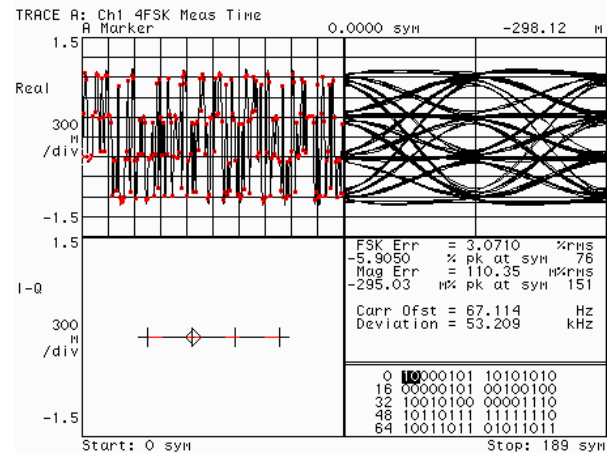 TRACE A: Ch1 4FSK Meas Time
A Marker 0.0000 sym -298.12 m
1.5
Real
300
m
/div
-1.5
1.5
I-Q
300
m
/div
-1.5
FSK Err = 3.0710 %rms
-5.9050 % pk at sym 76
Mag Err = 110.35 m%rms
-295.03 m% pk at sym 151
Carr Ofst = 67.114 Hz
Deviation = 53.209 kHz
0 10000101 10101010
16 00000101 00100100
32 10010100 00001110
48 10110111 11111110
64 10011011 01011011
Start: 0 sym Stop: 189 sym